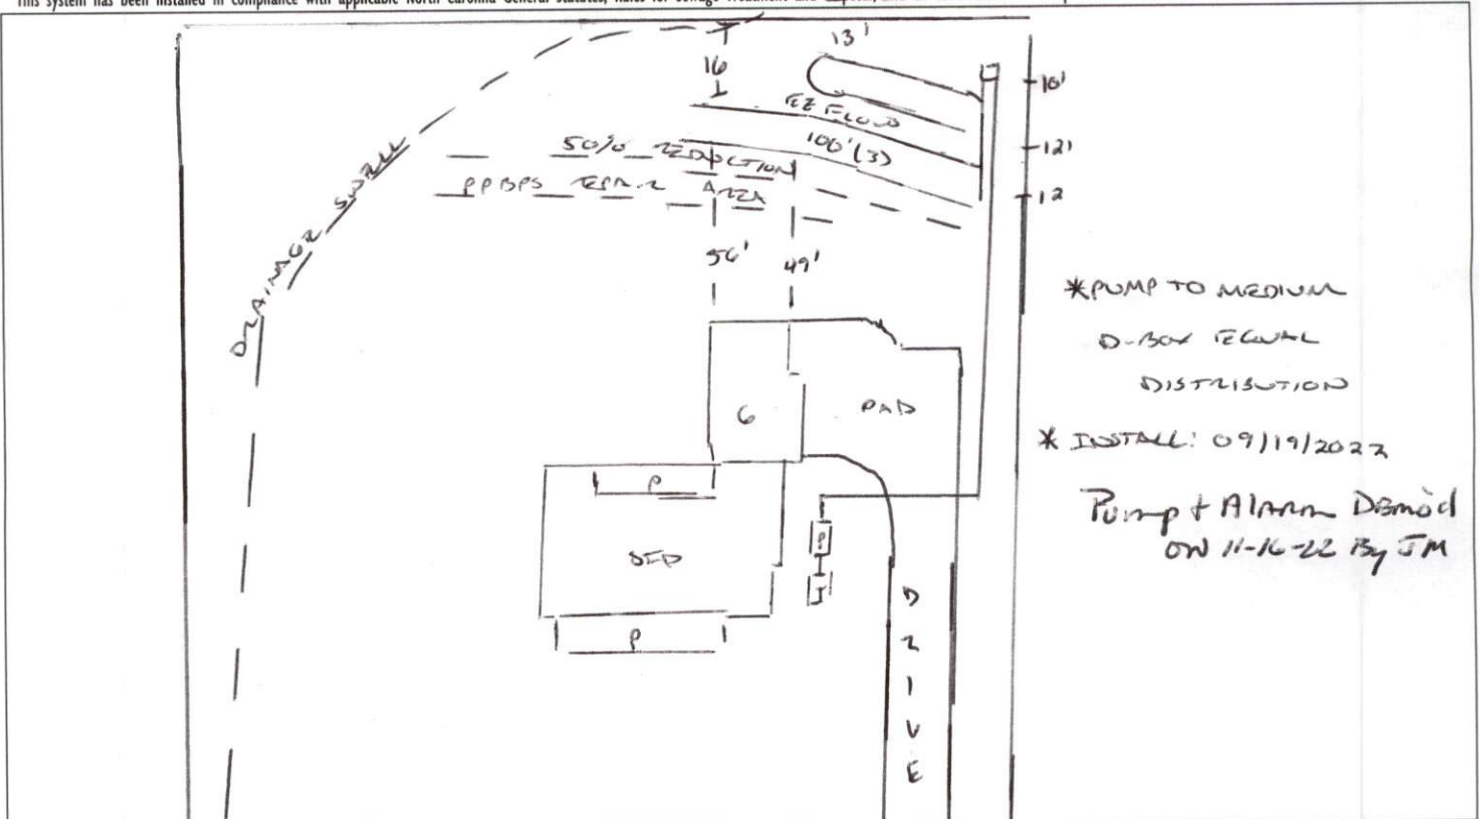 This system has been installed in compliance with applicable North Carolina General Statutes, Rules for Sewage Treatment and Disposal,
13'
16
10'
EZ FLOW
100' (3)
12'
50% REDUCTION
PPBPS REPAIR AREA
12
56'
49'
DRAINAGE SWALE
*PUMP TO MEDIUM
D-BOX EQUAL
DISTRIBUTION
G
PAD
* INSTALL: 09/19/2022
P
Pump + Alarm Demo'd
ON 11-16-22 By JM
SFD
P
T
P
DRIVE